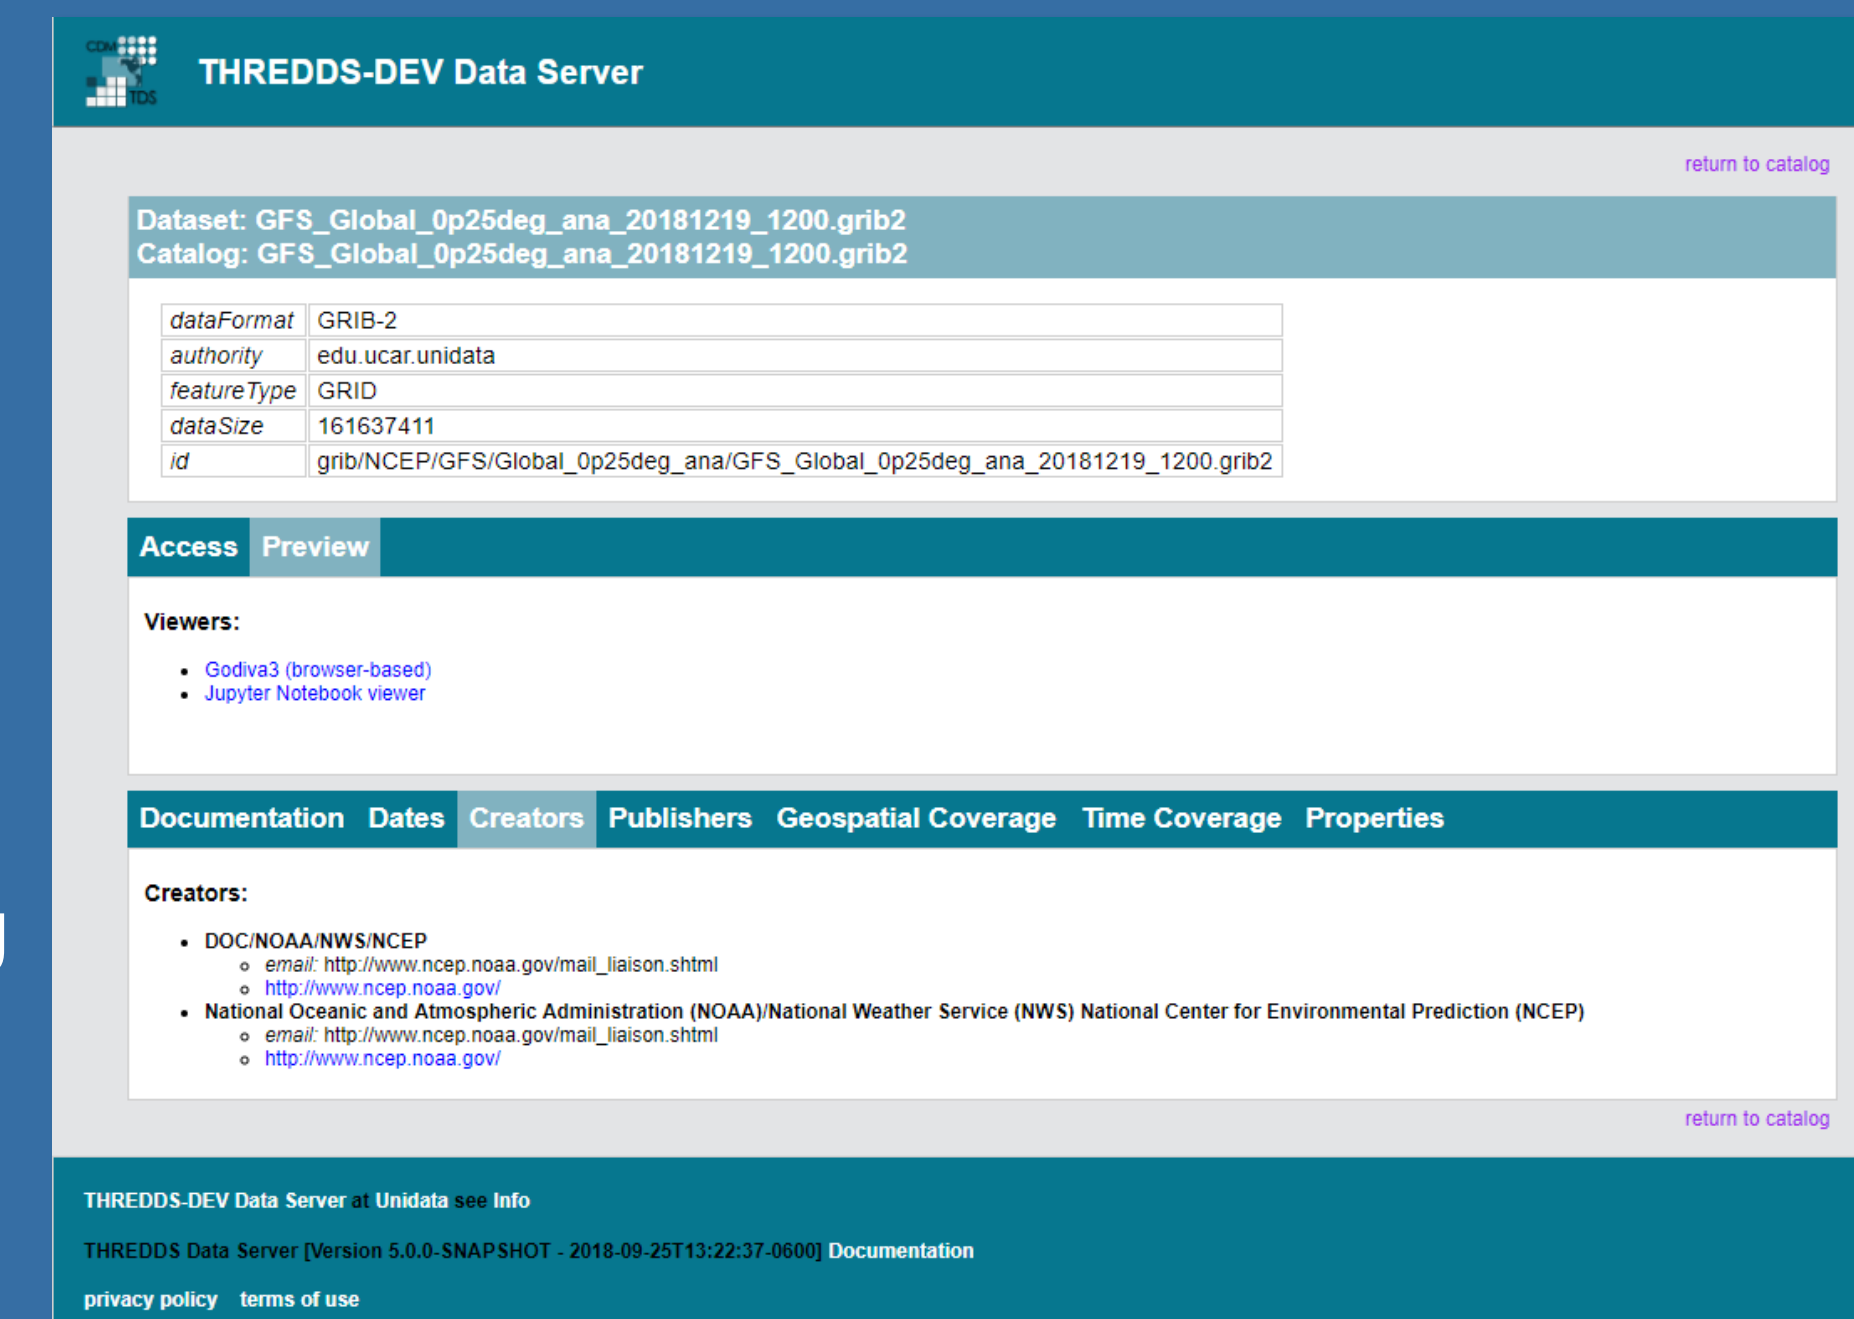 CDM
TDS
THREDDS-DEV Data Server
return to catalog
Dataset: GFS_Global_0p25deg_ana_20181219_1200.grib2
Catalog: GFS_Global_0p25deg_ana_20181219_1200.grib2
dataFormat GRIB-2
authority edu.ucar.unidata
featureType GRID
dataSize 161637411
id grib/NCEP/GFS/Global_0p25deg_ana/GFS_Global_0p25deg_ana_20181219_1200.grib2
Access Preview
Viewers:
• Godiva3 (browser-based)
• Jupyter Notebook viewer
Documentation Dates Creators Publishers Geospatial Coverage Time Coverage Properties
Creators:
• DOC/NOAA/NWS/NCEP
○ email: http://www.ncep.noaa.gov/mail_liaison.shtml
○ http://www.ncep.noaa.gov/
• National Oceanic and Atmospheric Administration (NOAA)/National Weather Service (NWS) National Center for Environmental Prediction (NCEP)
○ email: http://www.ncep.noaa.gov/mail_liaison.shtml
○ http://www.ncep.noaa.gov/
return to catalog
THREDDS-DEV Data Server at Unidata see Info
THREDDS Data Server [Version 5.0.0-SNAPSHOT - 2018-09-25T13:22:37-0600] Documentation
privacy policy terms of use